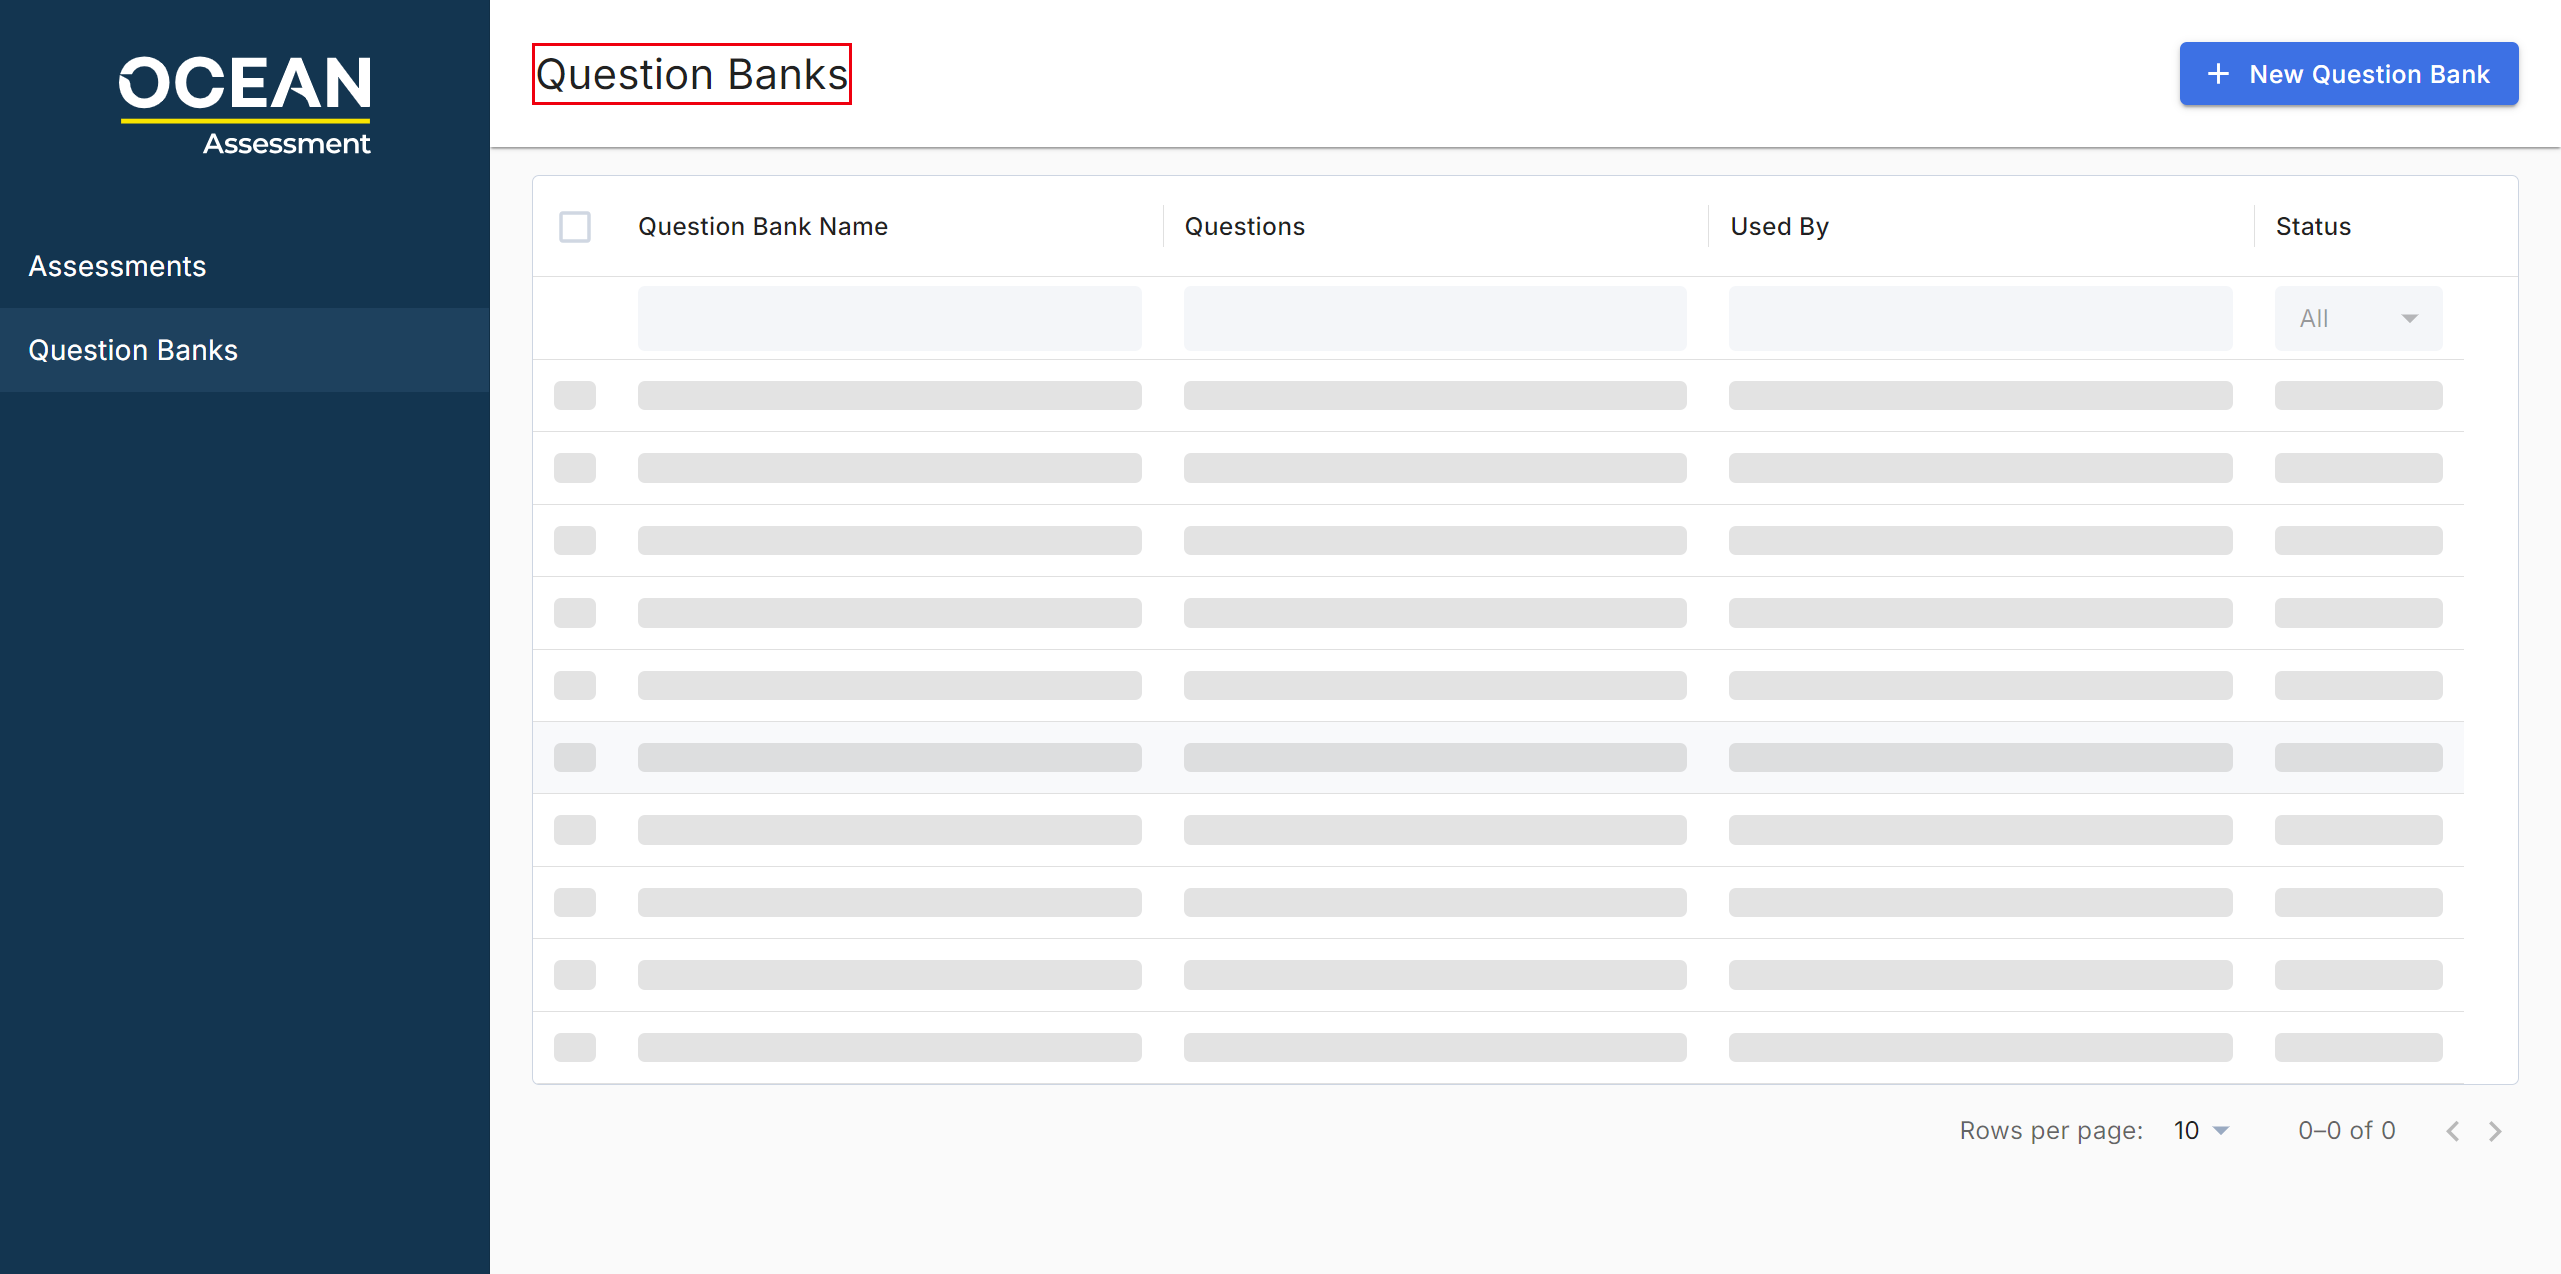 OCEAN
Assessment
Assessments
Question Banks
Question Banks
+ New Question Bank
Question Bank Name
Questions
Used By
Status
All
Rows per page: 10
0–0 of 0